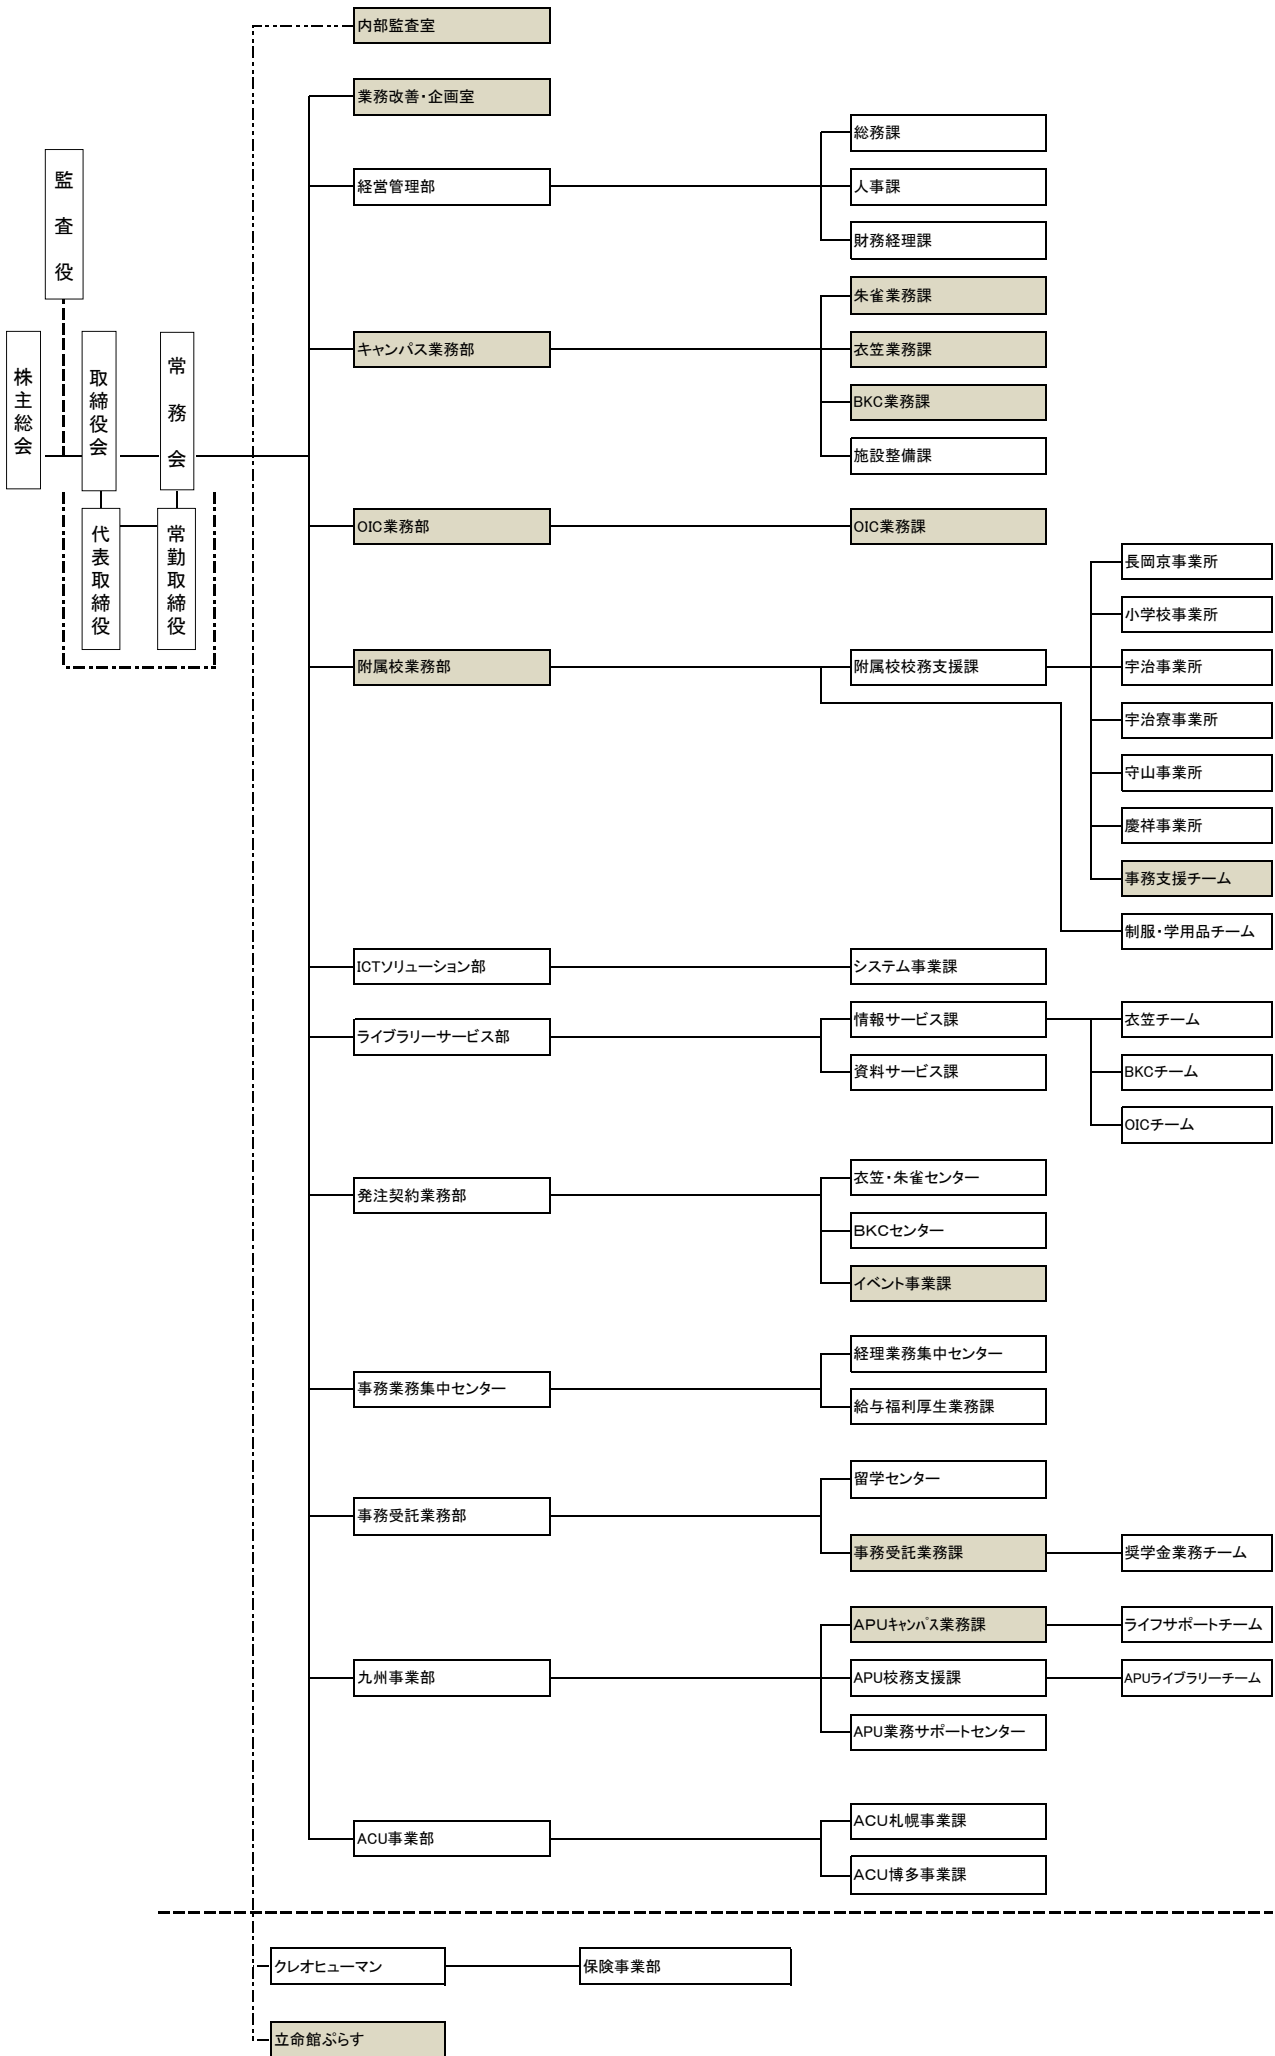 内部監査室
業務改善・企画室
総務課
監査役
経営管理部
人事課
財務経理課
朱雀業務課
株主総会
取締役会
常務会
キャンパス業務部
衣笠業務課
BKC業務課
施設整備課
代表取締役
常勤取締役
OIC業務部
OIC業務課
長岡京事業所
小学校事業所
附属校業務部
附属校校務支援課
宇治事業所
宇治寮事業所
守山事業所
慶祥事業所
事務支援チーム
制服・学用品チーム
ICTソリューション部
システム事業課
ライブラリーサービス部
情報サービス課
衣笠チーム
資料サービス課
BKCチーム
OICチーム
発注契約業務部
衣笠・朱雀センター
BKCセンター
イベント事業課
事務業務集中センター
経理業務集中センター
給与福利厚生業務課
留学センター
事務受託業務部
事務受託業務課
奨学金業務チーム
APUキャンパス業務課
ライフサポートチーム
九州事業部
APU校務支援課
APUライブラリーチーム
APU業務サポートセンター
ACU事業部
ACU札幌事業課
ACU博多事業課
クレオヒューマン
保険事業部
立命館ぷらす